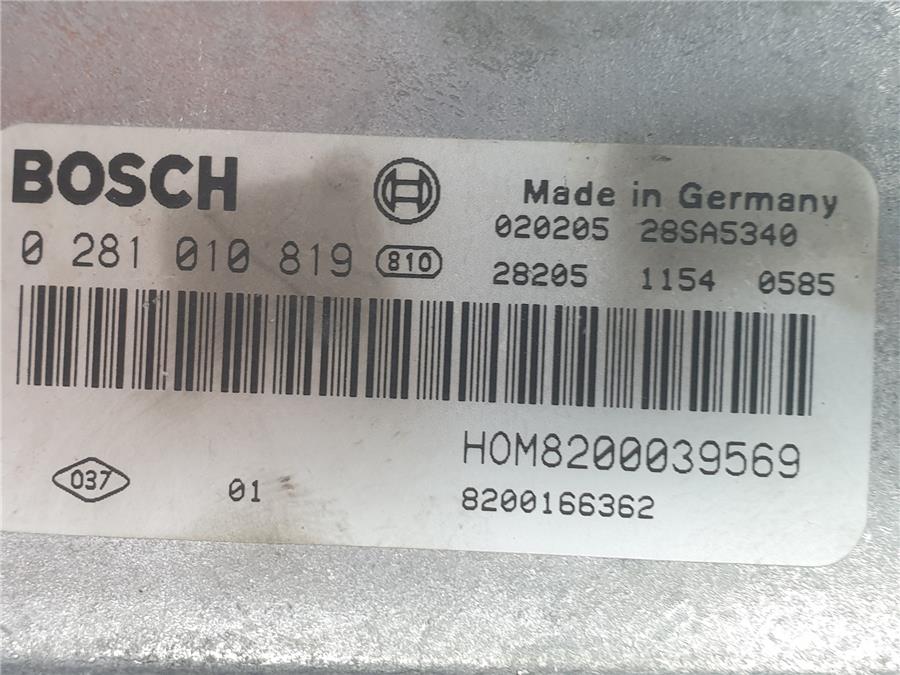 BOSCH
Made in Germany
020205 28SA5340
0 281 010 819 810
28205 1154 0585
HOM8200039569
037
01
8200166362